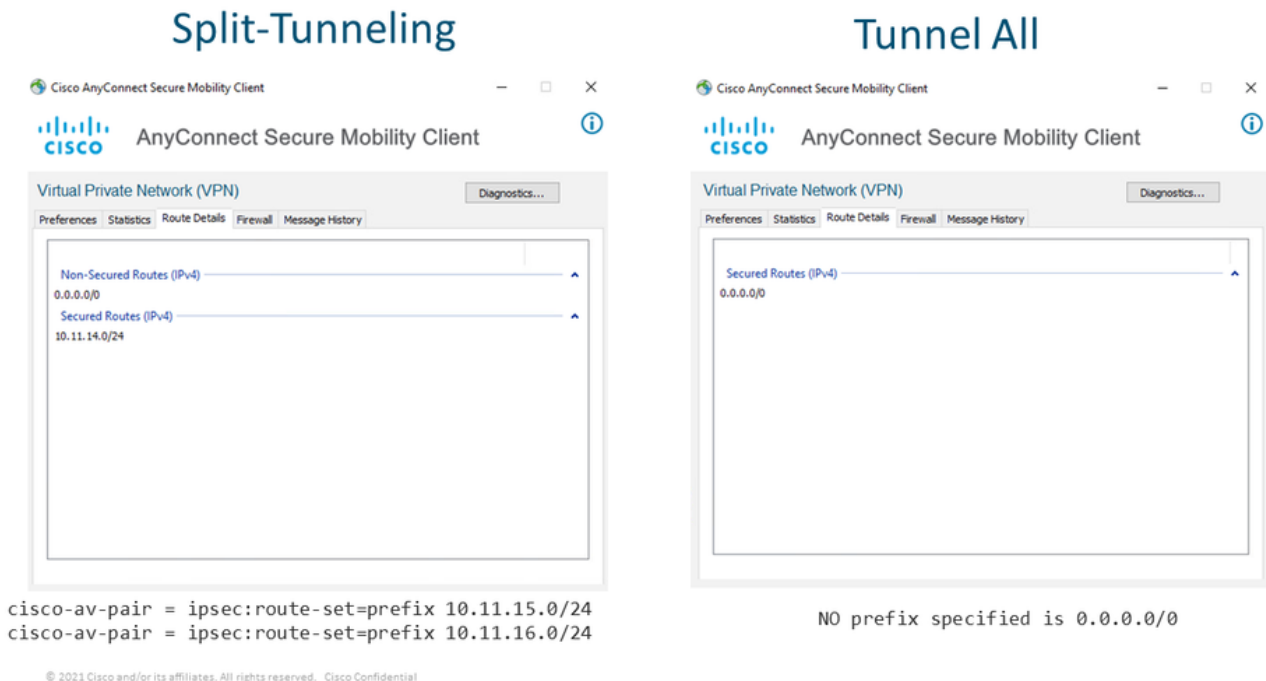 Split-Tunneling
Cisco AnyConnect Secure Mobility Client
CISCO
AnyConnect Secure Mobility Client
Virtual Private Network (VPN)
Diagnostics...
Preferences Statistics Route Details Firewall Message History
Non-Secured Routes (IPv4)
0.0.0.0/0
Secured Routes (IPv4)
10.11.14.0/24
cisco-av-pair = ipsec:route-set=prefix 10.11.15.0/24
cisco-av-pair = ipsec:route-set=prefix 10.11.16.0/24
Tunnel All
Cisco AnyConnect Secure Mobility Client
CISCO
AnyConnect Secure Mobility Client
Virtual Private Network (VPN)
Diagnostics...
Preferences Statistics Route Details Firewall Message History
Secured Routes (IPv4)
0.0.0.0/0
NO prefix specified is 0.0.0.0/0
© 2021 Cisco and/or its affiliates. All rights reserved. Cisco Confidential